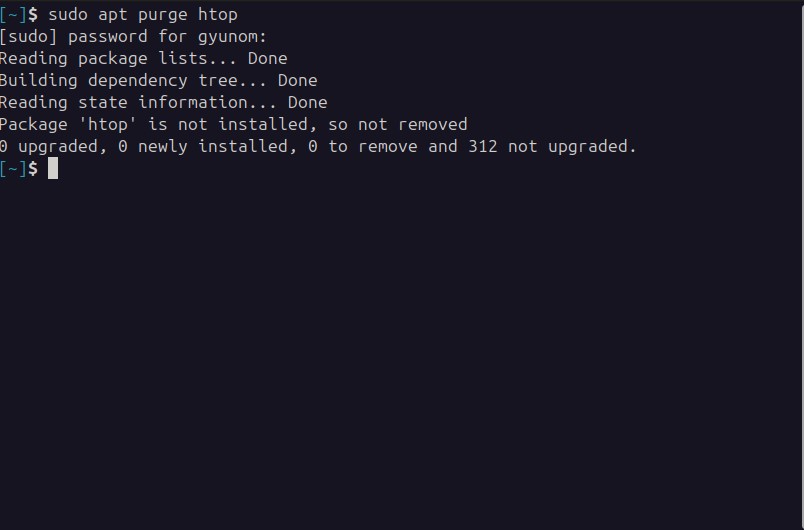 [~]$ sudo apt purge htop
[sudo] password for gyunom:
Reading package lists... Done
Building dependency tree... Done
Reading state information... Done
Package 'htop' is not installed, so not removed
0 upgraded, 0 newly installed, 0 to remove and 312 not upgraded.
[~]$